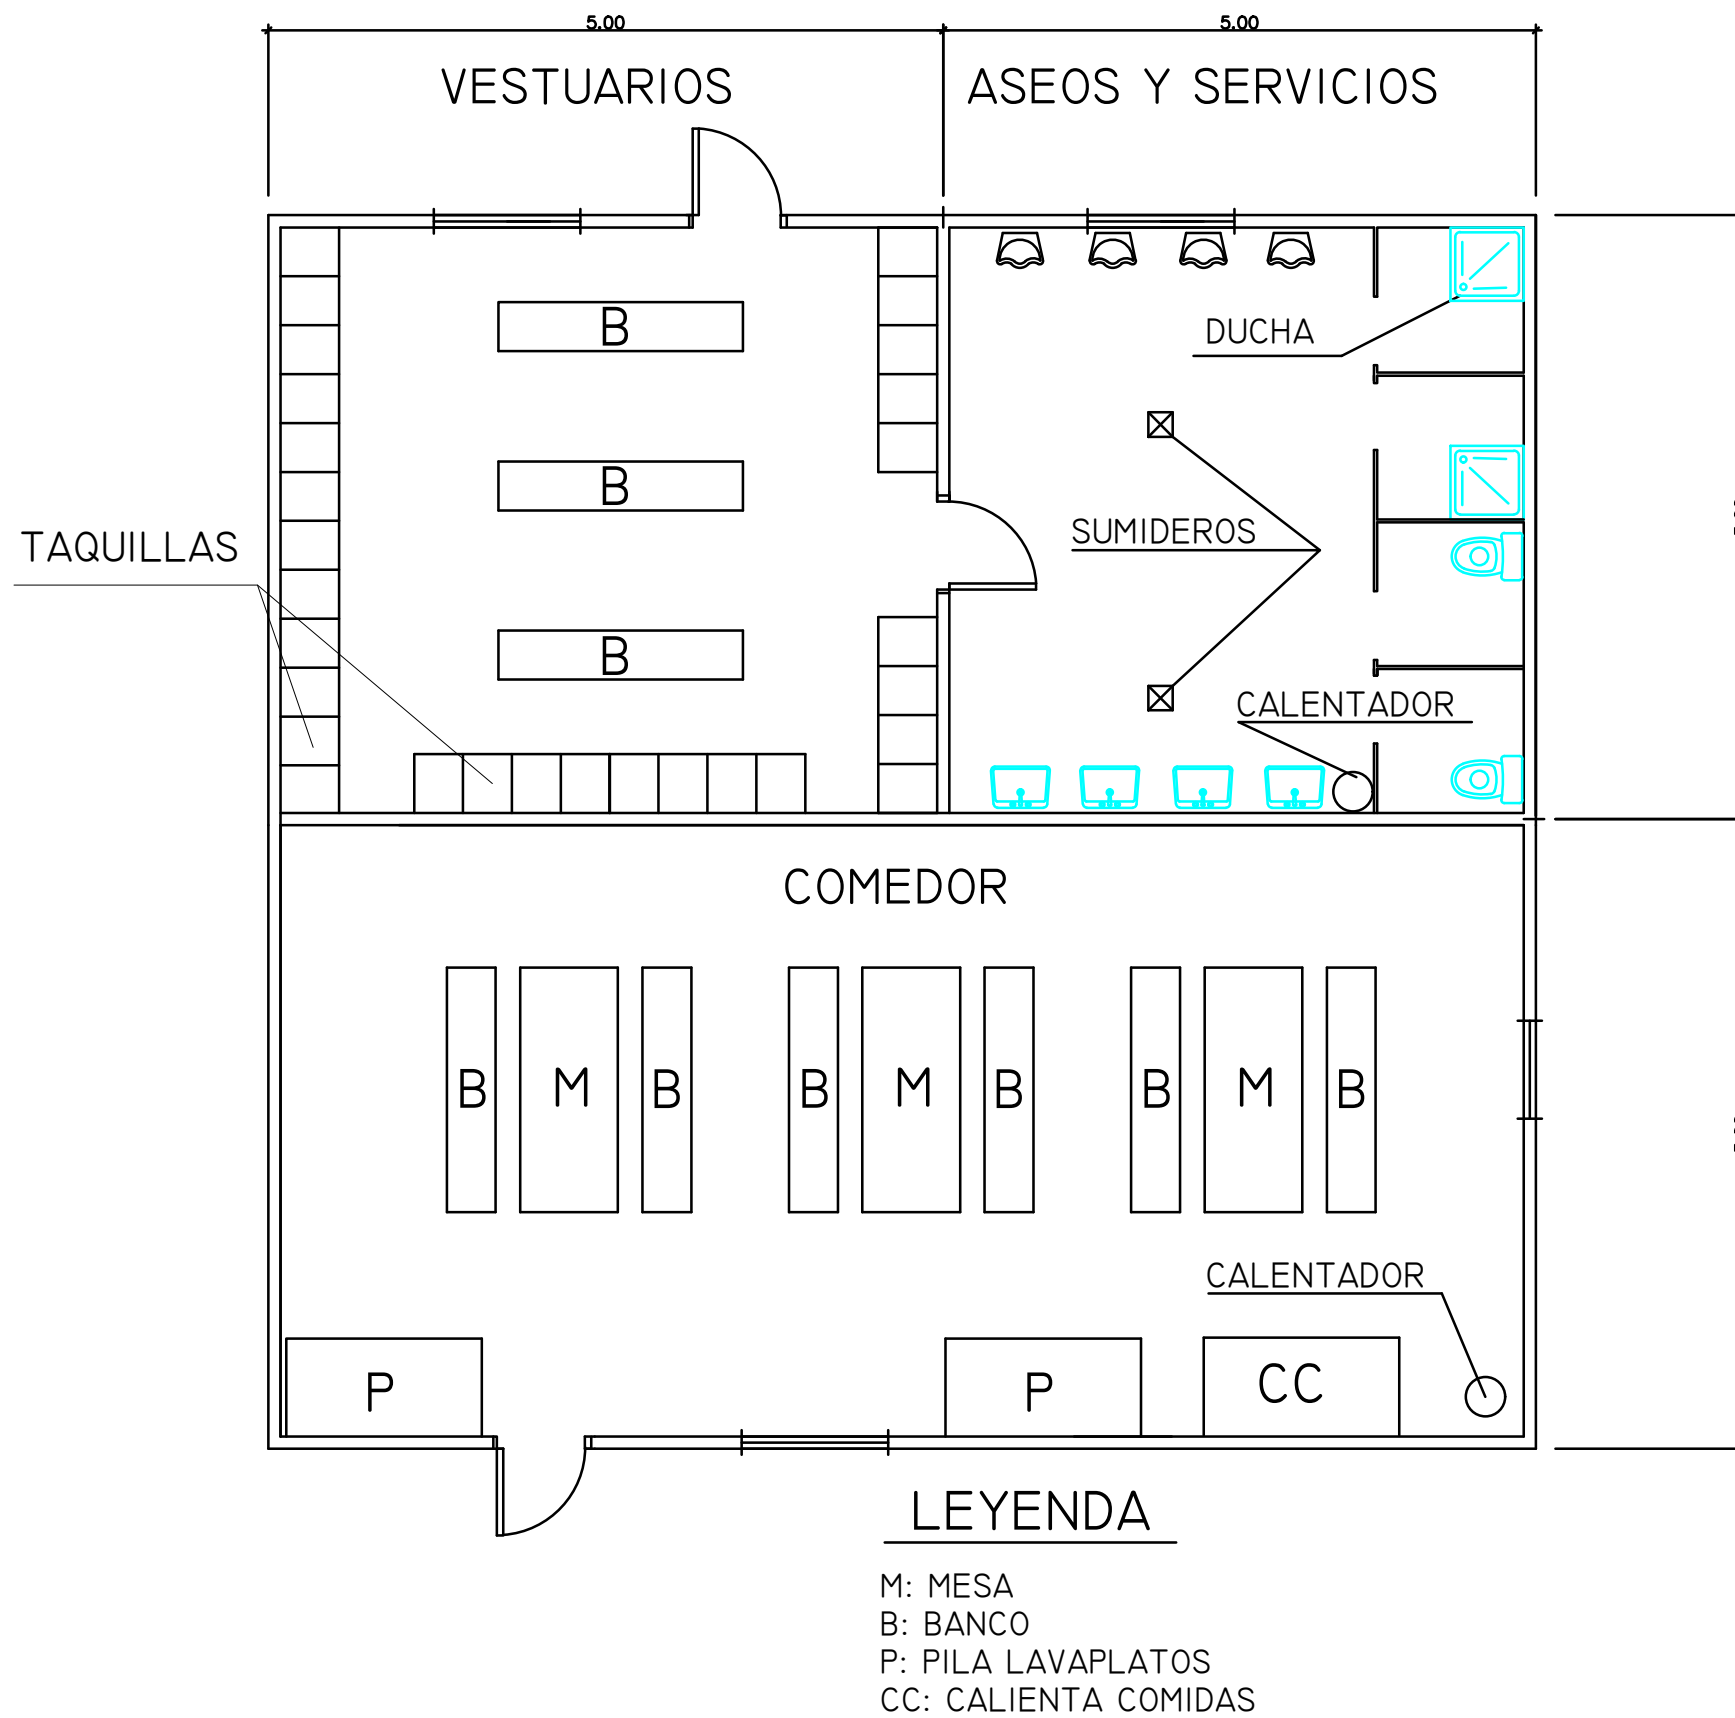 5.00
5.00
VESTUARIOS
ASEOS Y SERVICIOS
B
DUCHA
B
SUMIDEROS
TAQUILLAS
B
CALENTADOR
COMEDOR
B
M
B
B
M
B
B
M
B
CALENTADOR
P
P
CC
LEYENDA
M: MESA
B: BANCO
P: PILA LAVAPLATOS
CC: CALIENTA COMIDAS